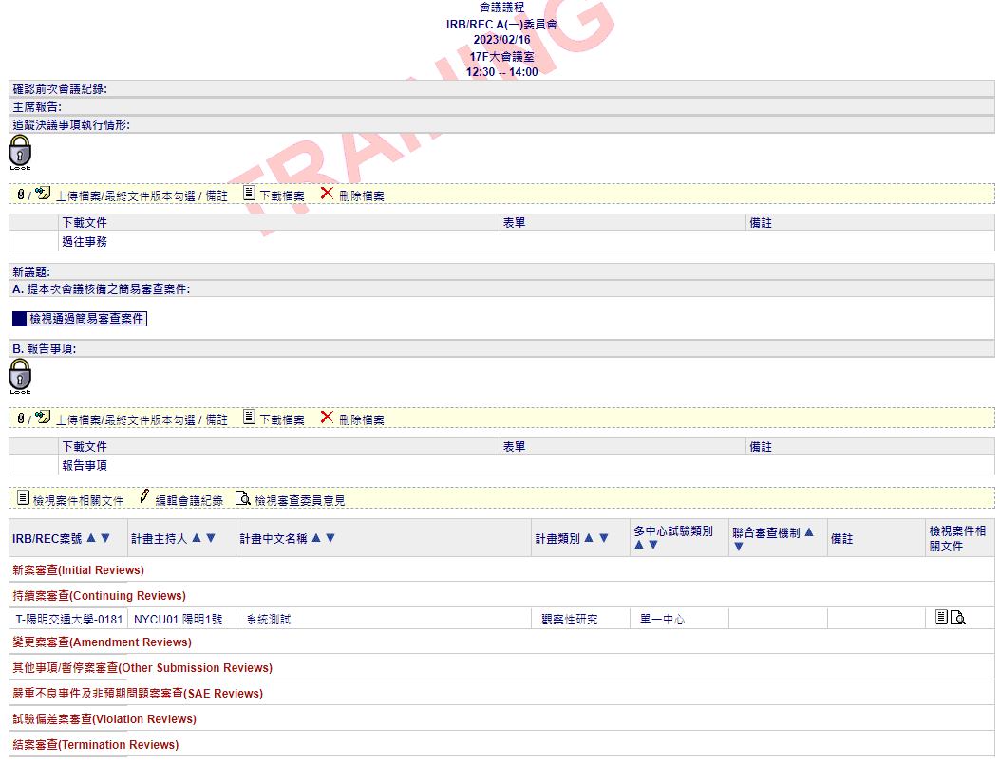 會議議程
IRB/REC A(一)委員會
2023/02/16
17F大會議室
12:30 -- 14:00
TRAINING
確認前次會議紀錄:
主席報告:
追蹤決議事項執行情形:
Lock
/ 上傳檔案/最終文件版本勾選 / 備註 下載檔案 刪除檔案
下載文件 表單 備註
過往事務
新議題:
A. 提本次會議核備之簡易審查案件:
檢視通過簡易審查案件
B. 報告事項:
Lock
/ 上傳檔案/最終文件版本勾選 / 備註 下載檔案 刪除檔案
下載文件 表單 備註
報告事項
檢視案件相關文件 編輯會議紀錄 檢視審查委員意見
IRB/REC案號 ▲ ▼ 計畫主持人 ▲ ▼ 計畫中文名稱 ▲ ▼ 計畫類別 ▲ ▼ 多中心試驗類別 ▲ ▼ 聯合審查機制 ▲ ▼ 備註 檢視案件相關文件
新案審查(Initial Reviews)
持續案審查(Continuing Reviews)
T-陽明交通大學-0181 NYCU01 陽明1號 系統測試 觀察性研究 單一中心
變更案審查(Amendment Reviews)
其他事項/暫停案審查(Other Submission Reviews)
嚴重不良事件及非預期問題案審查(SAE Reviews)
試驗偏差案審查(Violation Reviews)
結案審查(Termination Reviews)